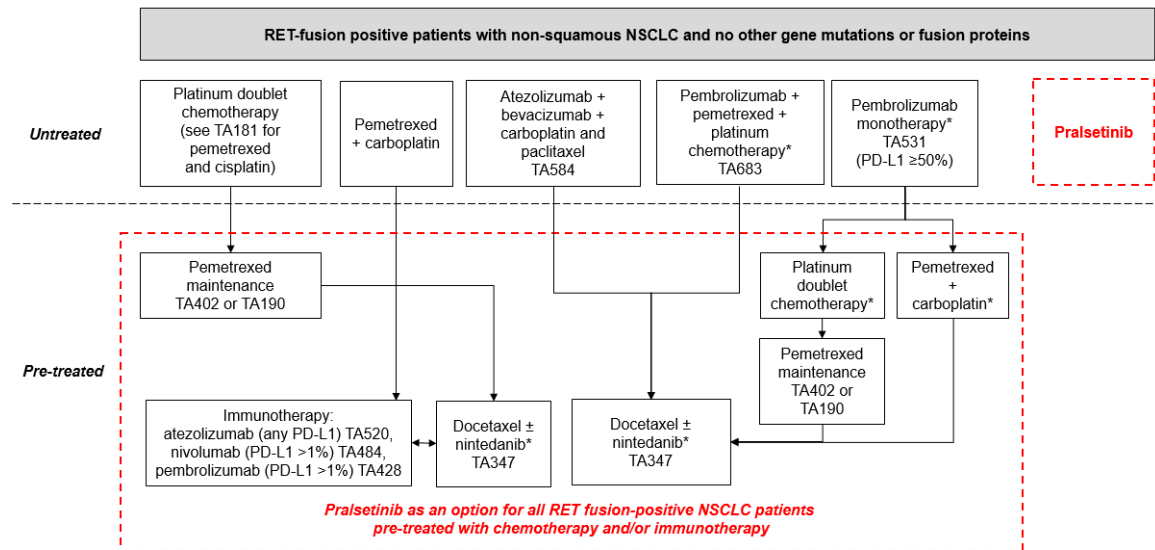 RET-fusion positive patients with non-squamous NSCLC and no other gene mutations or fusion proteins
Untreated
Platinum doublet
chemotherapy
(see TA181 for
pemetrexed
and cisplatin)
Pemetrexed
+ carboplatin
Atezolizumab +
bevacizumab +
carboplatin and
paclitaxel
TA584
Pembrolizumab +
pemetrexed +
platinum
chemotherapy*
TA683
Pembrolizumab
monotherapy*
TA531
(PD-L1 ≥50%)
Pralsetinib
Pre-treated
Pemetrexed
maintenance
TA402 or TA190
Platinum
doublet
chemotherapy*
Pemetrexed
+
carboplatin*
Pemetrexed
maintenance
TA402 or
TA190
Immunotherapy:
atezolizumab (any PD-L1) TA520,
nivolumab (PD-L1 >1%) TA484,
pembrolizumab (PD-L1 >1%) TA428
Docetaxel ±
nintedanib*
TA347
Docetaxel ±
nintedanib*
TA347
Pralsetinib as an option for all RET fusion-positive NSCLC patients
pre-treated with chemotherapy and/or immunotherapy